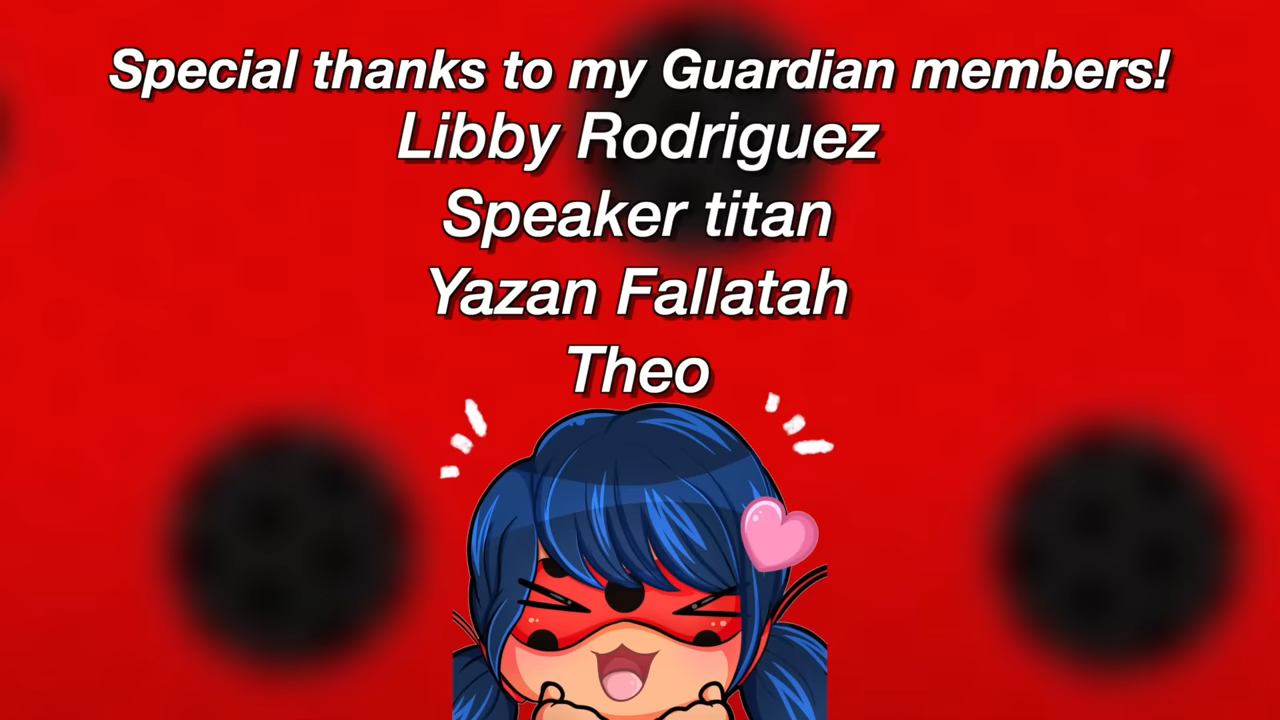 Special thanks to my Guardian members!
Libby Rodriguez
Speaker titan
Yazan Fallatah
Theo